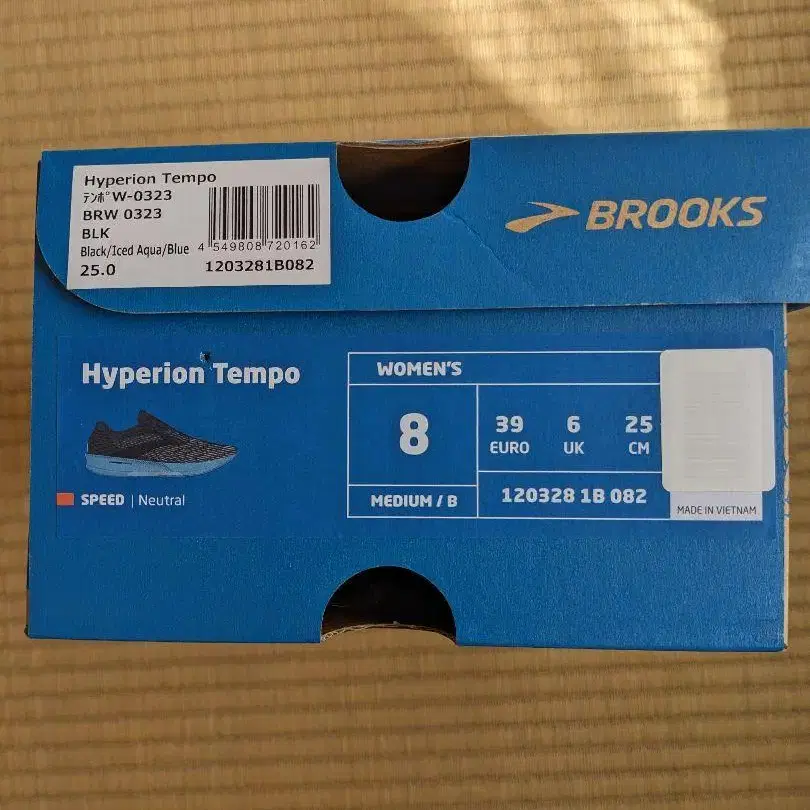 Hyperion Tempo
ﾃﾝﾎﾟW-0323
BRW 0323
BLK
Black/Iced Aqua/Blue
4 549808 720162
25.0
1203281B082
BROOKS
Hyperion Tempo
SPEED | Neutral
WOMEN'S
8
39 6 25
EURO UK CM
MEDIUM / B
120328 1B 082
MADE IN VIETNAM